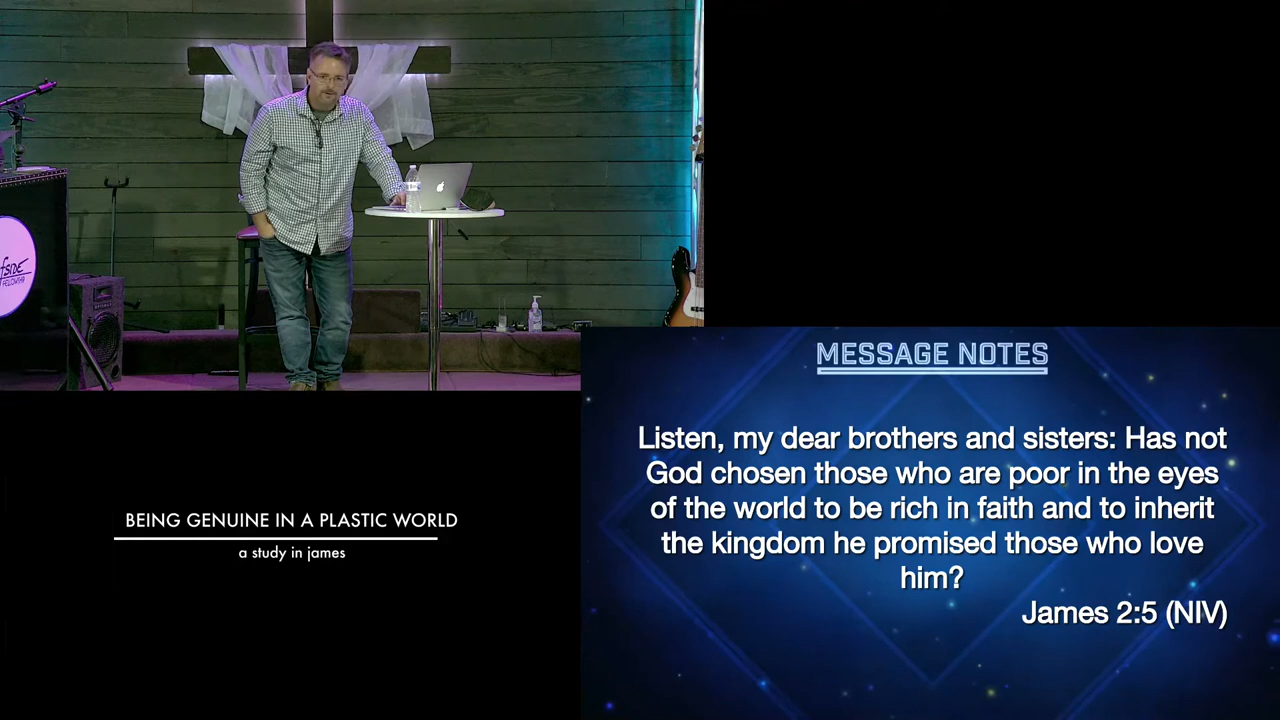 FELLOWSHIP
MESSAGE NOTES
Listen, my dear brothers and sisters: Has not
God chosen those who are poor in the eyes
of the world to be rich in faith and to inherit
the kingdom he promised those who love
him?
James 2:5 (NIV)
BEING GENUINE IN A PLASTIC WORLD
a study in james